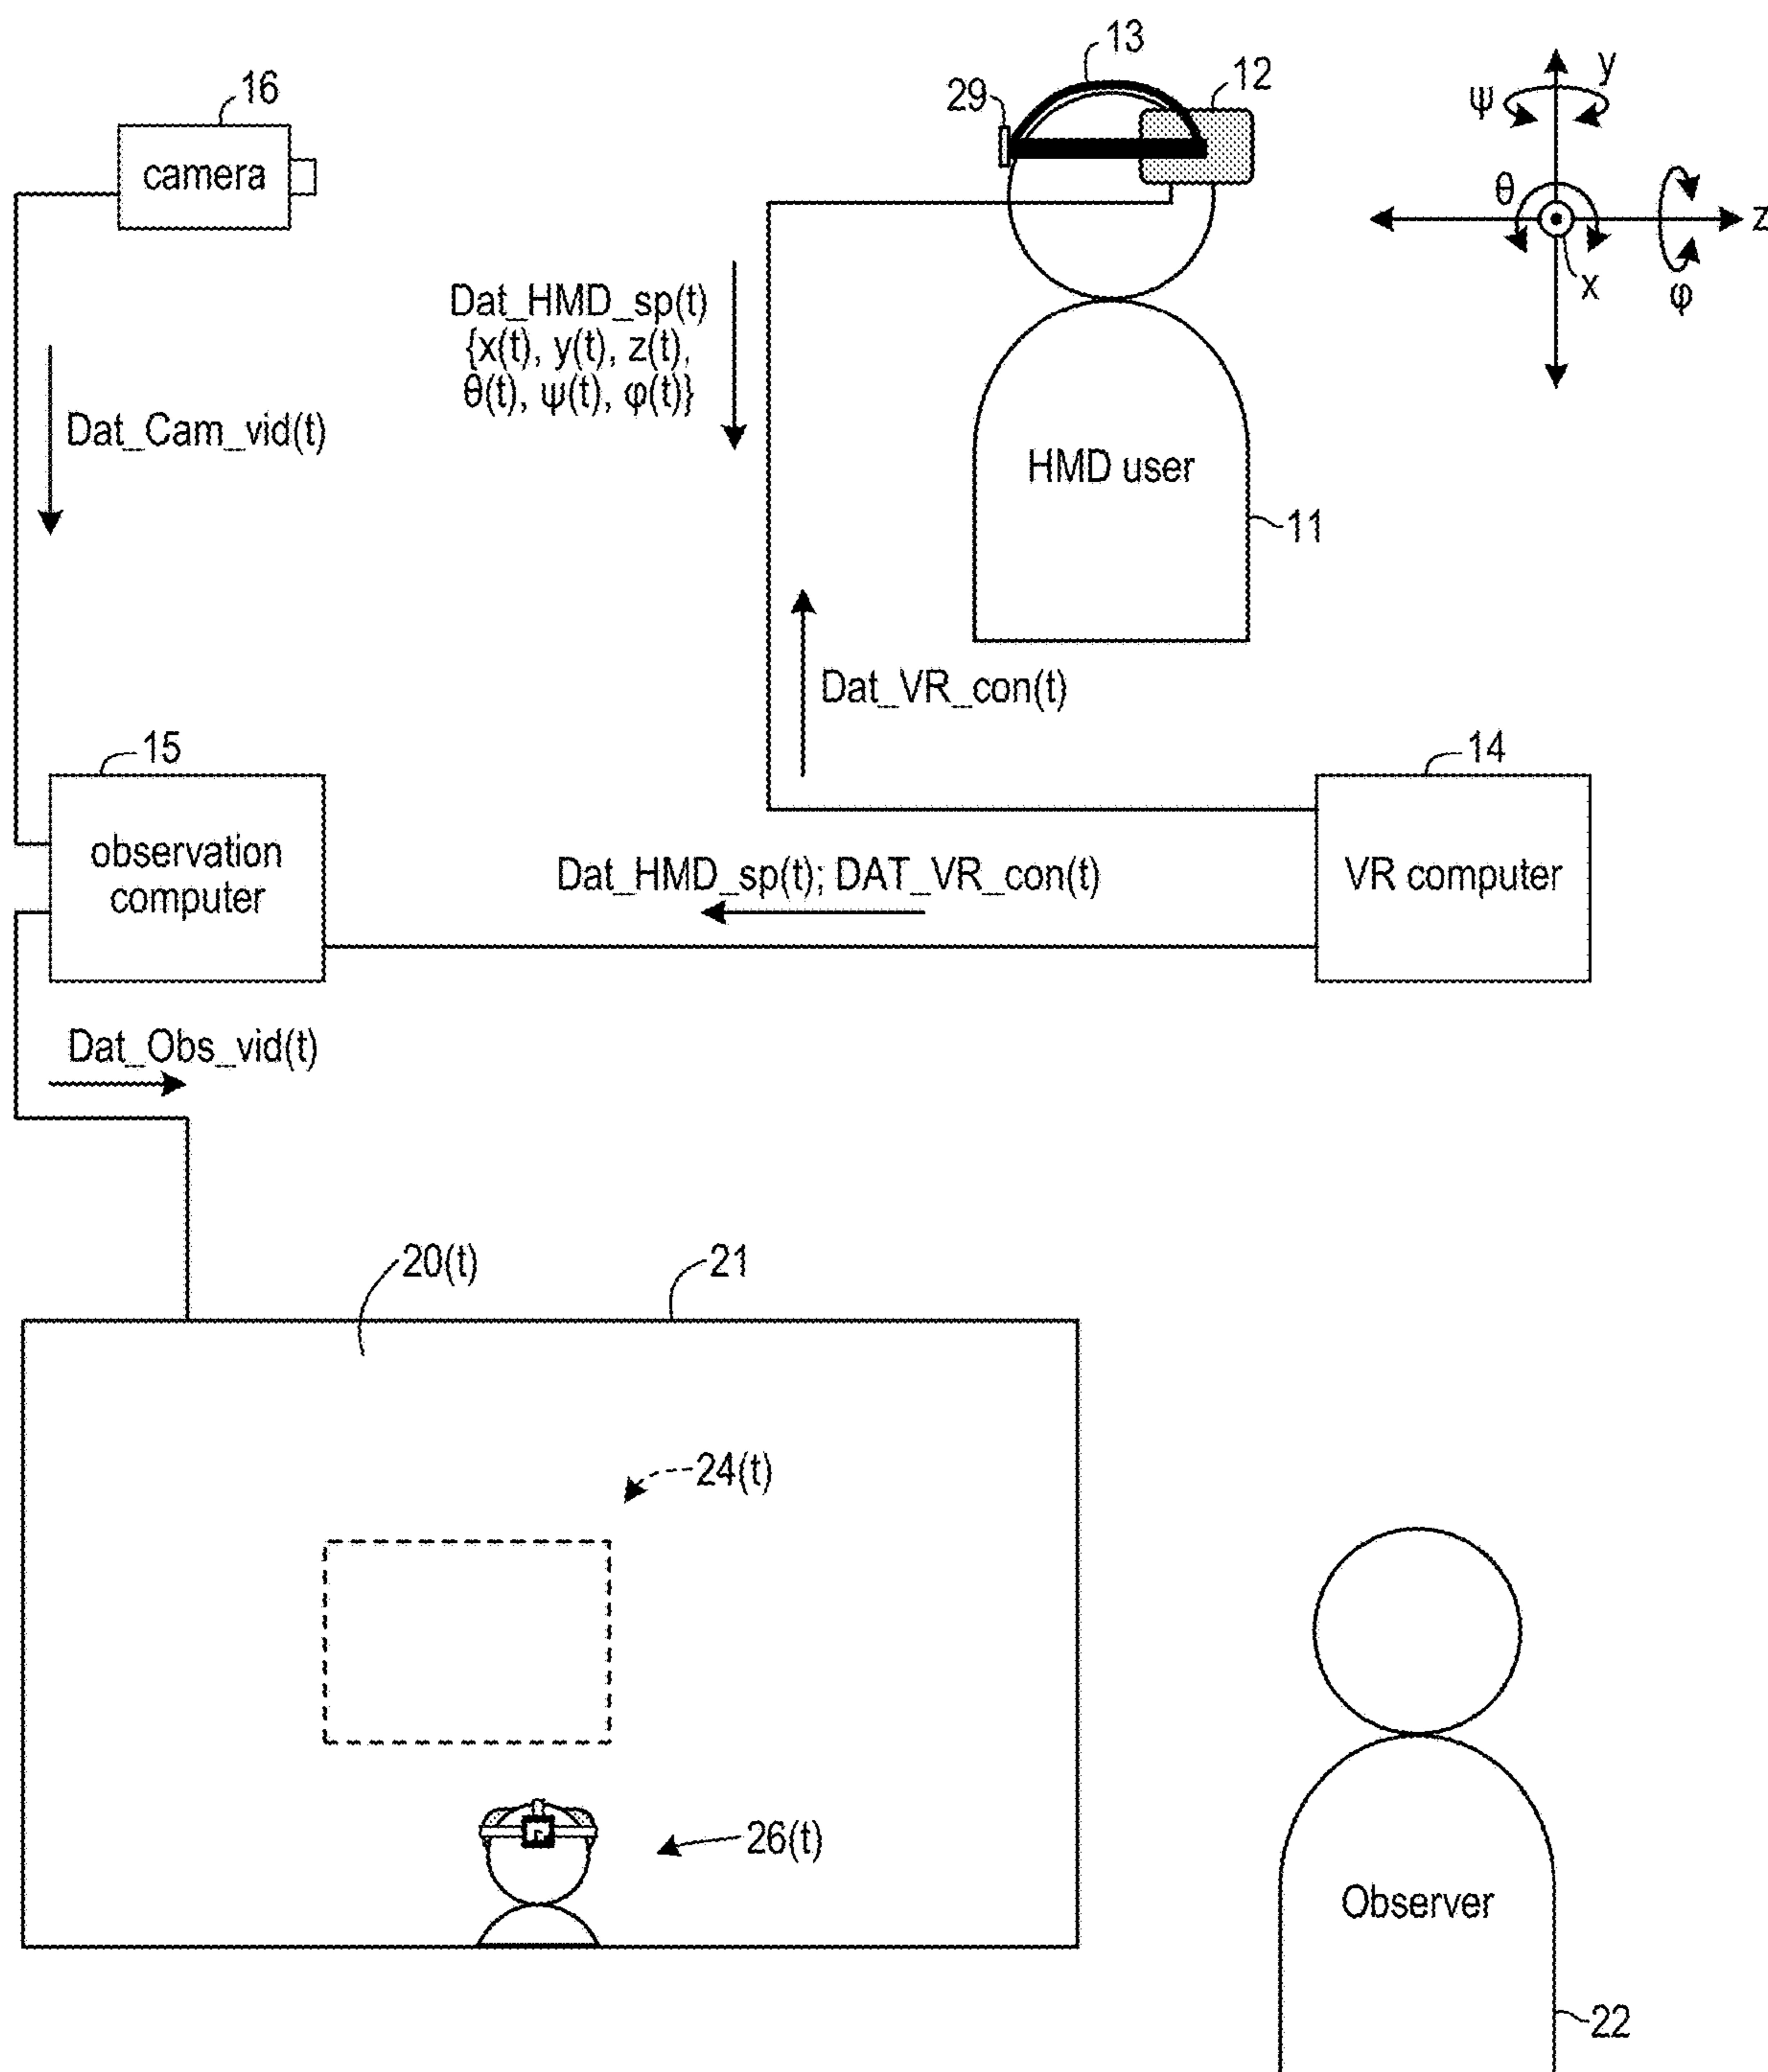 13
16
12
29
y
ψ
camera
θ
z
x
φ
Dat_HMD_sp(t)
{x(t), y(t), z(t),
θ(t), ψ(t), φ(t)}
Dat_Cam_vid(t)
HMD user
11
Dat_VR_con(t)
15
14
observation
computer
Dat_HMD_sp(t); DAT_VR_con(t)
VR computer
Dat_Obs_vid(t)
20(t)
21
24(t)
26(t)
Observer
22